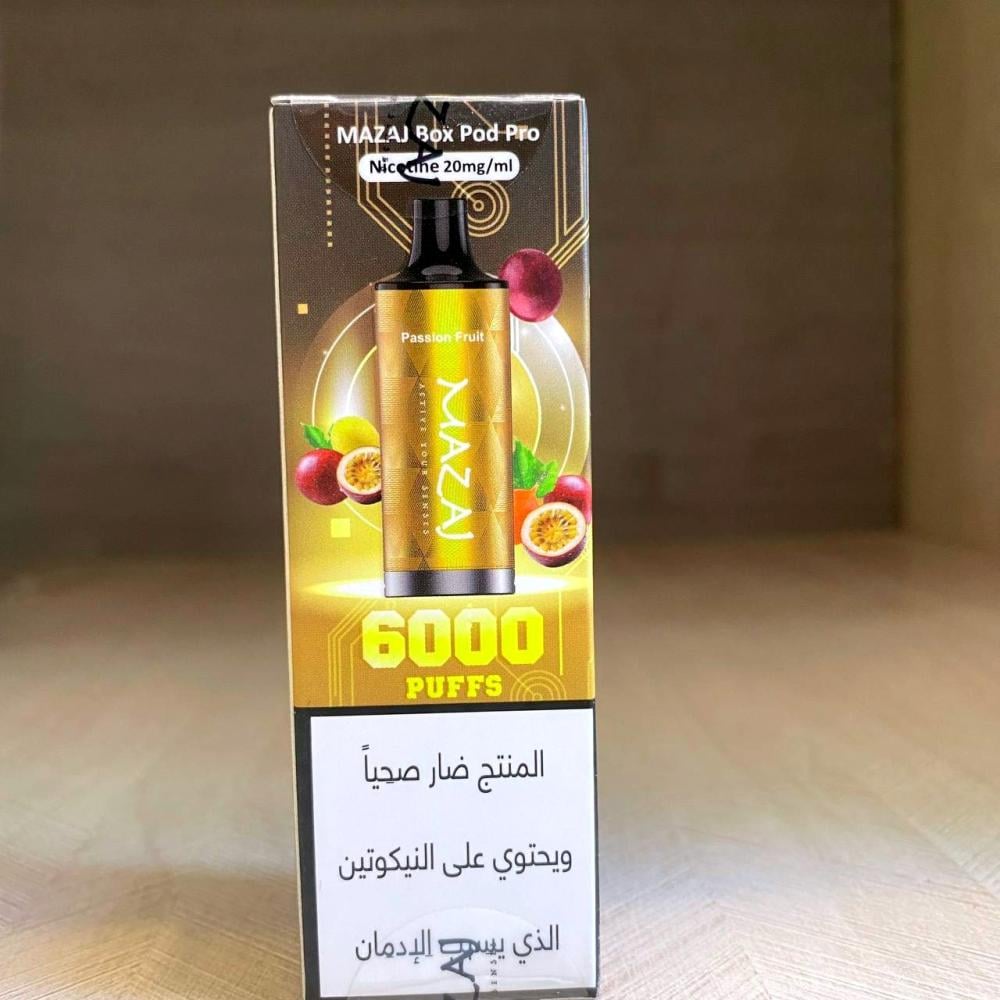 MAZAJ Box Pod Pro
Nicotine 20mg/ml
Passion Fruit
MAZAJ
ACTIVE YOUR SENSES
6000
PUFFS
المنتج ضار صحياً
ويحتوي على النيكوتين
الذي يسبب الإدمان